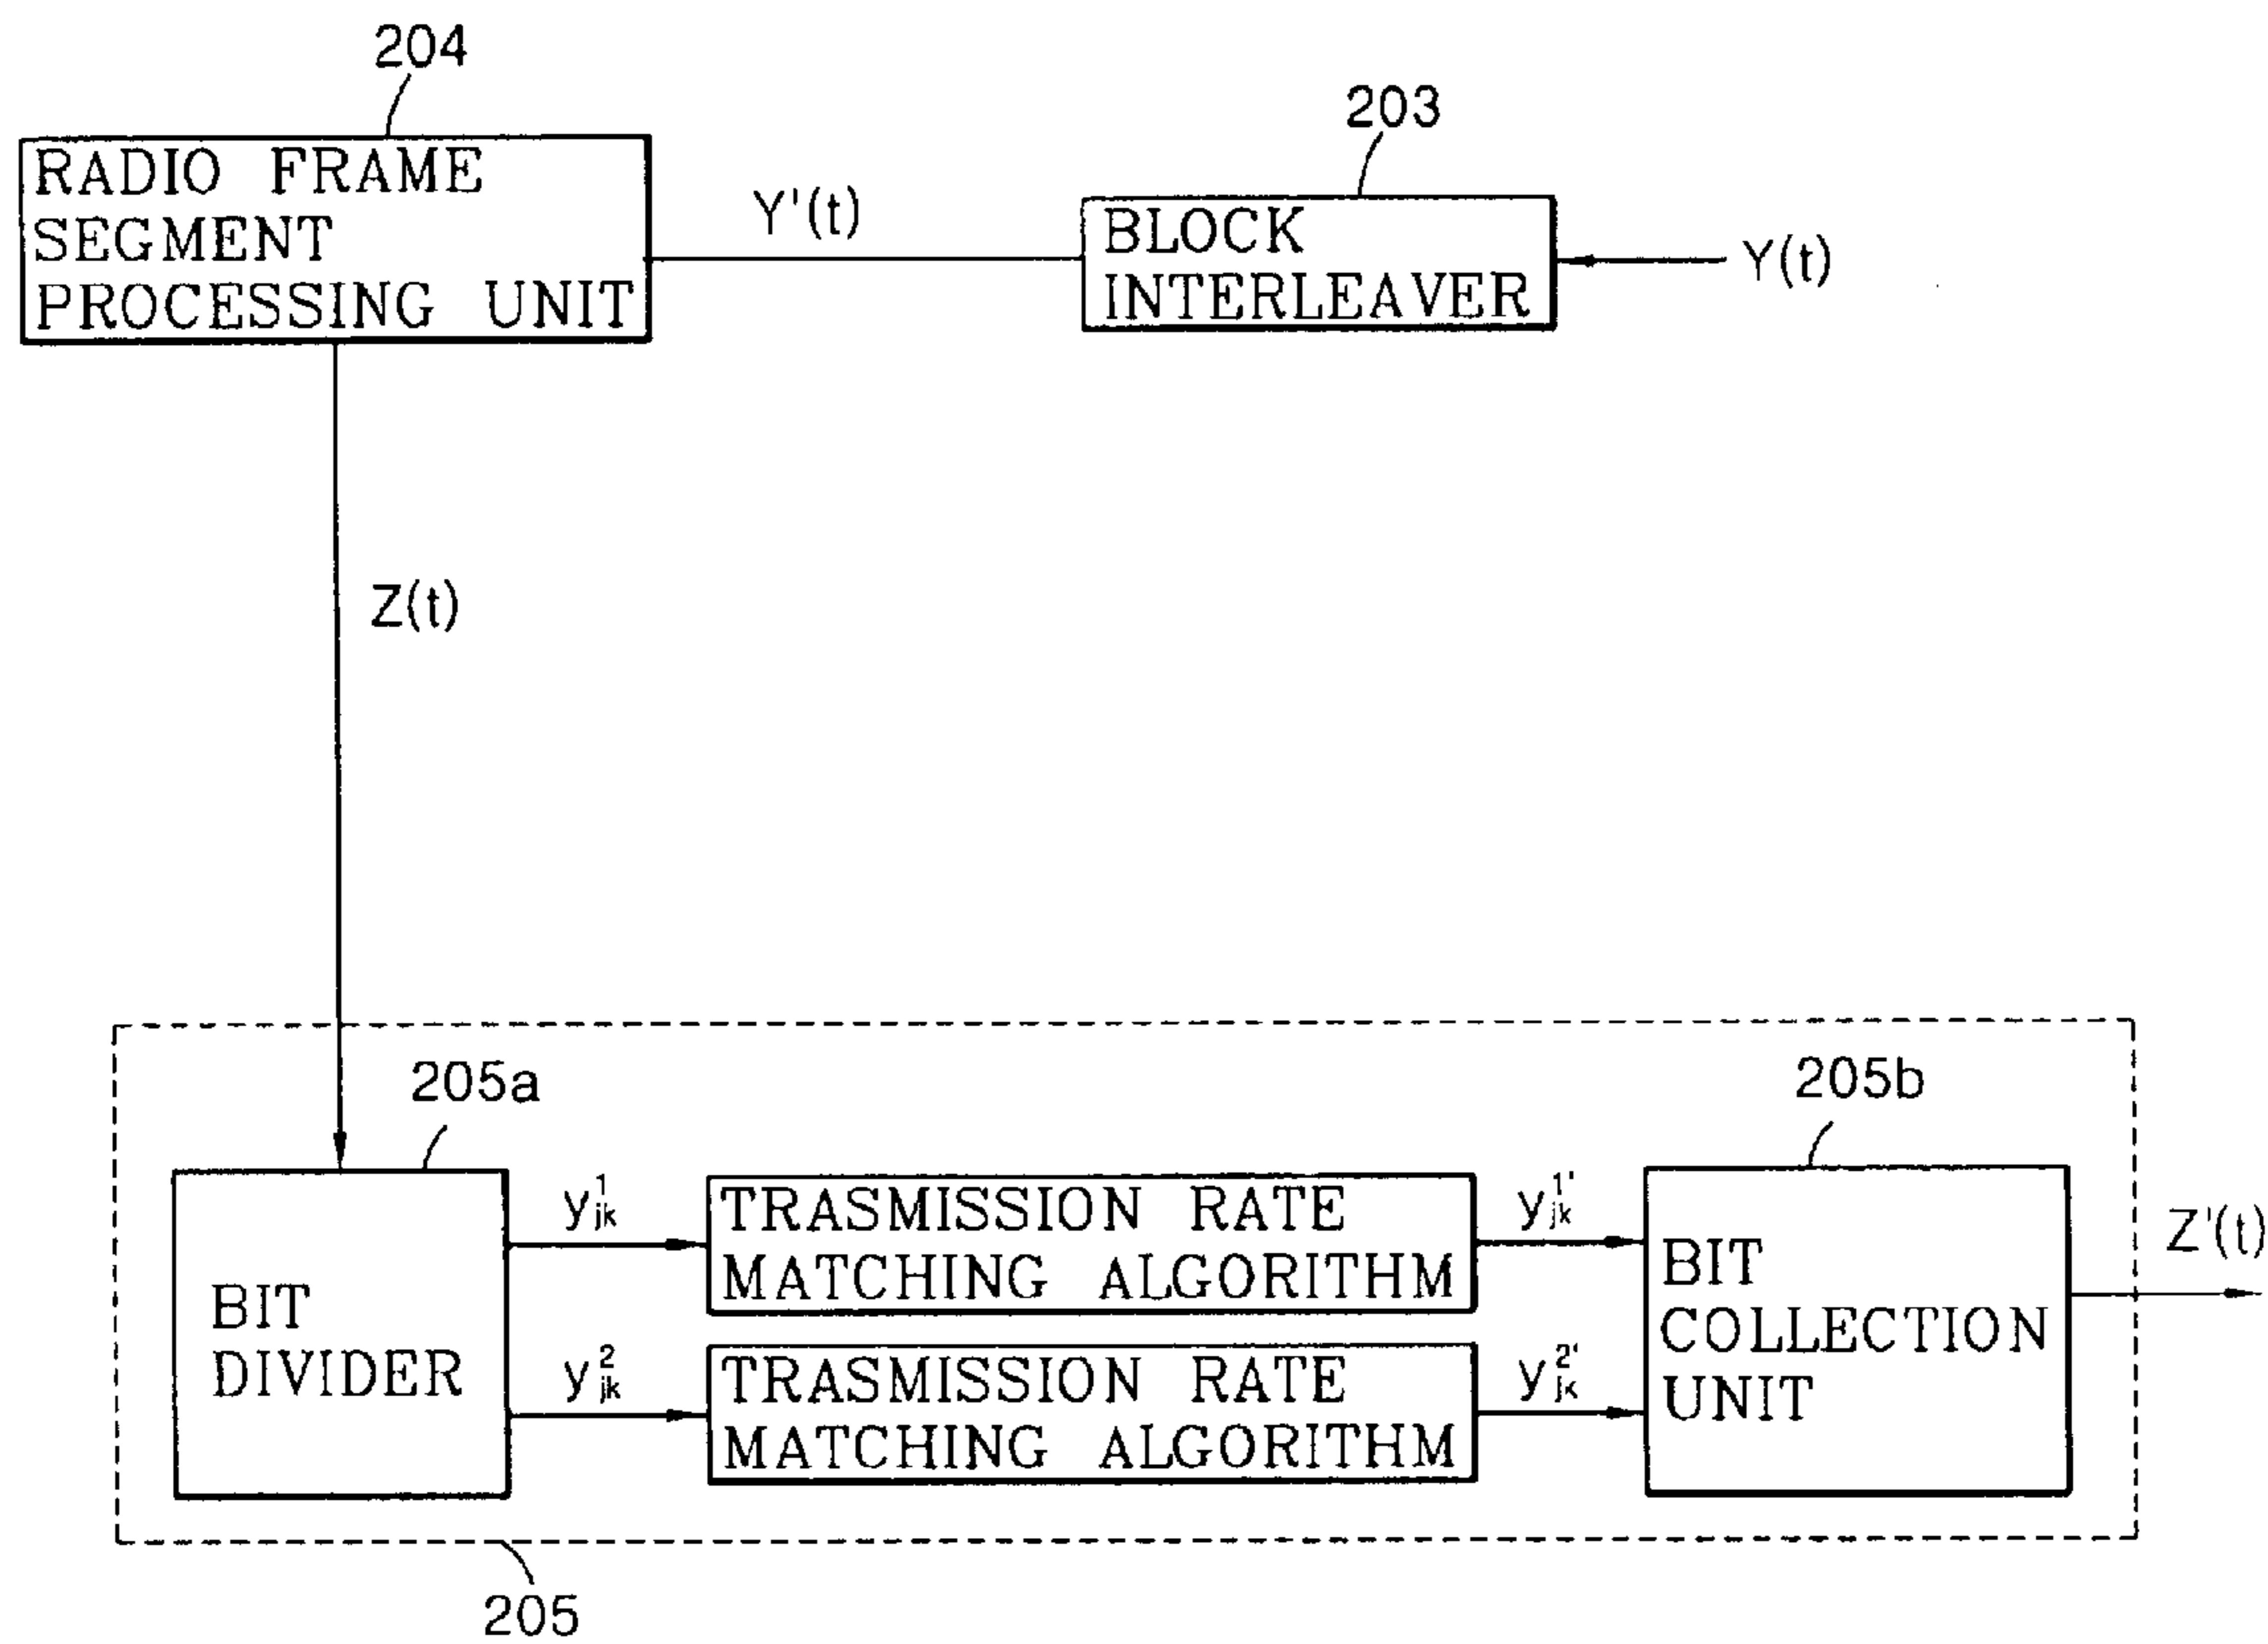 204
203
RADIO FRAME
SEGMENT
PROCESSING UNIT
Y'(t)
BLOCK
INTERLEAVER
Y(t)
Z(t)
205a
205b
BIT
DIVIDER
y¹jk
TRASMISSION RATE
MATCHING ALGORITHM
y¹'jk
y²jk
TRASMISSION RATE
MATCHING ALGORITHM
y²'jk
BIT
COLLECTION
UNIT
Z'(t)
205